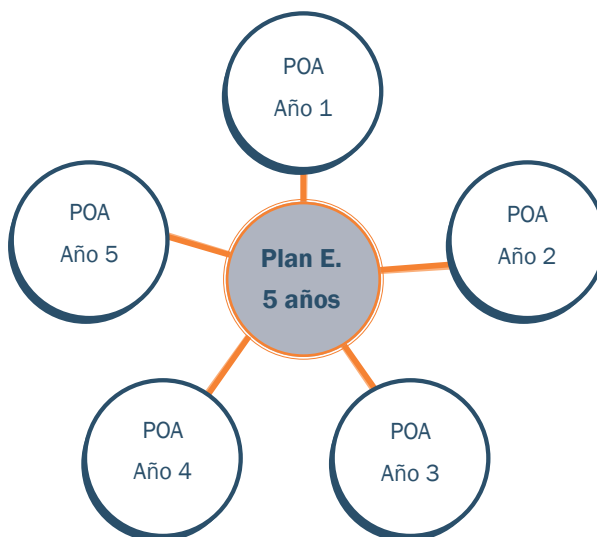 POA
Año 1
POA
Año 2
POA
Año 3
POA
Año 4
POA
Año 5
Plan E.
5 años